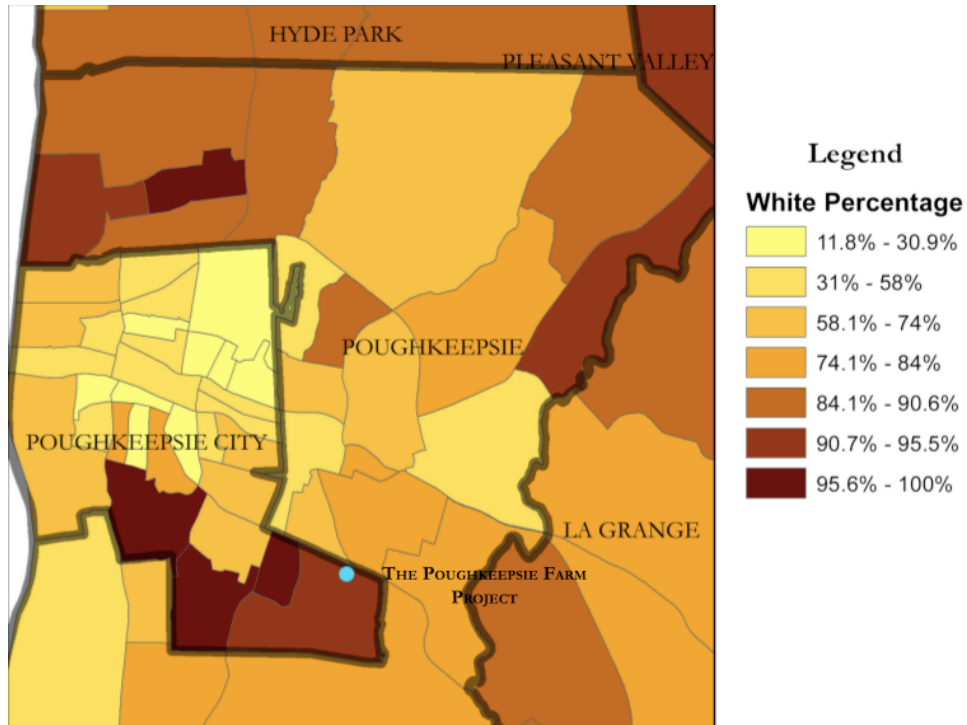 HYDE PARK
PLEASANT VALLEY
POUGHKEEPSIE
POUGHKEEPSIE CITY
LA GRANGE
THE POUGHKEEPSIE FARM
PROJECT
Legend
White Percentage
11.8% - 30.9%
31% - 58%
58.1% - 74%
74.1% - 84%
84.1% - 90.6%
90.7% - 95.5%
95.6% - 100%